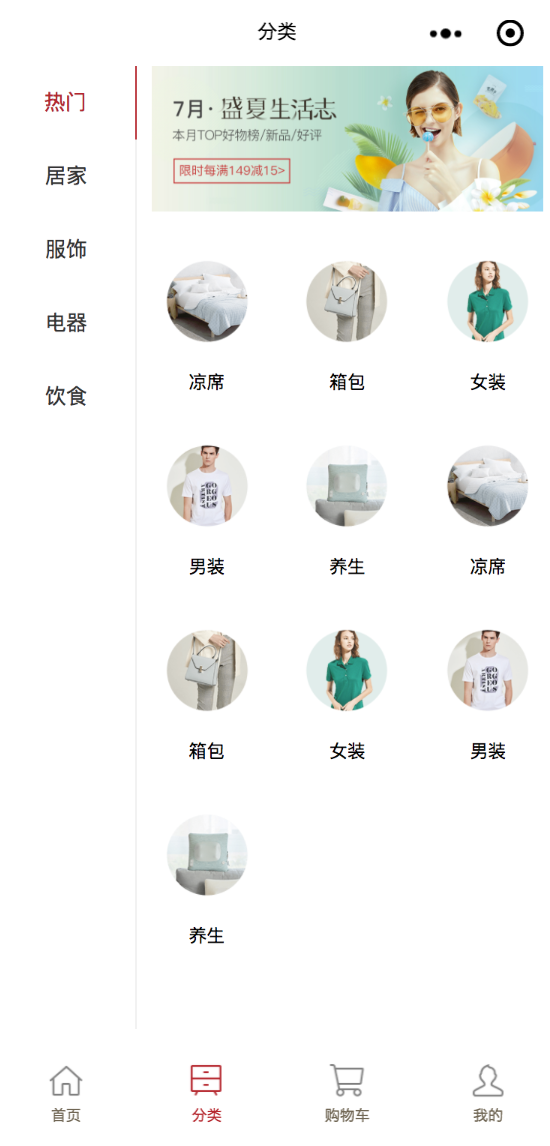 分类
热门
居家
服饰
电器
饮食
7月· 盛夏生活志
本月TOP好物榜/新品/好评
限时每满149减15>
凉席
箱包
女装
男装
养生
凉席
箱包
女装
男装
养生
首页
分类
购物车
我的